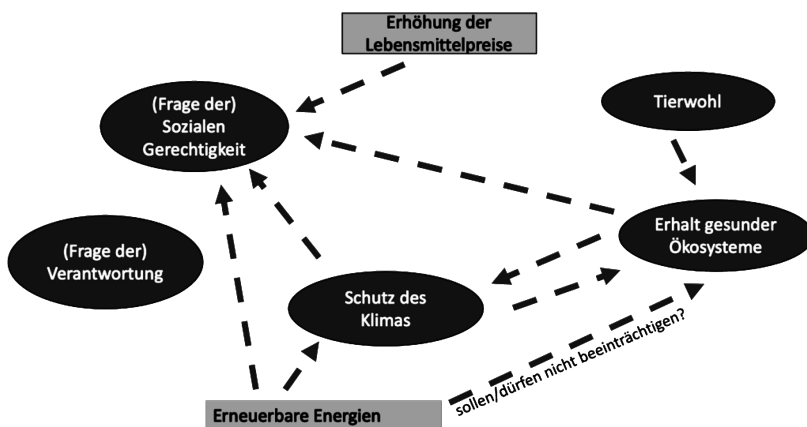 Erhöhung der
Lebensmittelpreise
(Frage der)
Sozialen
Gerechtigkeit
Tierwohl
Erhalt gesunder
Ökosysteme
(Frage der)
Verantwortung
Schutz des
Klimas
sollen/dürfen nicht beeinträchtigen?
Erneuerbare Energien